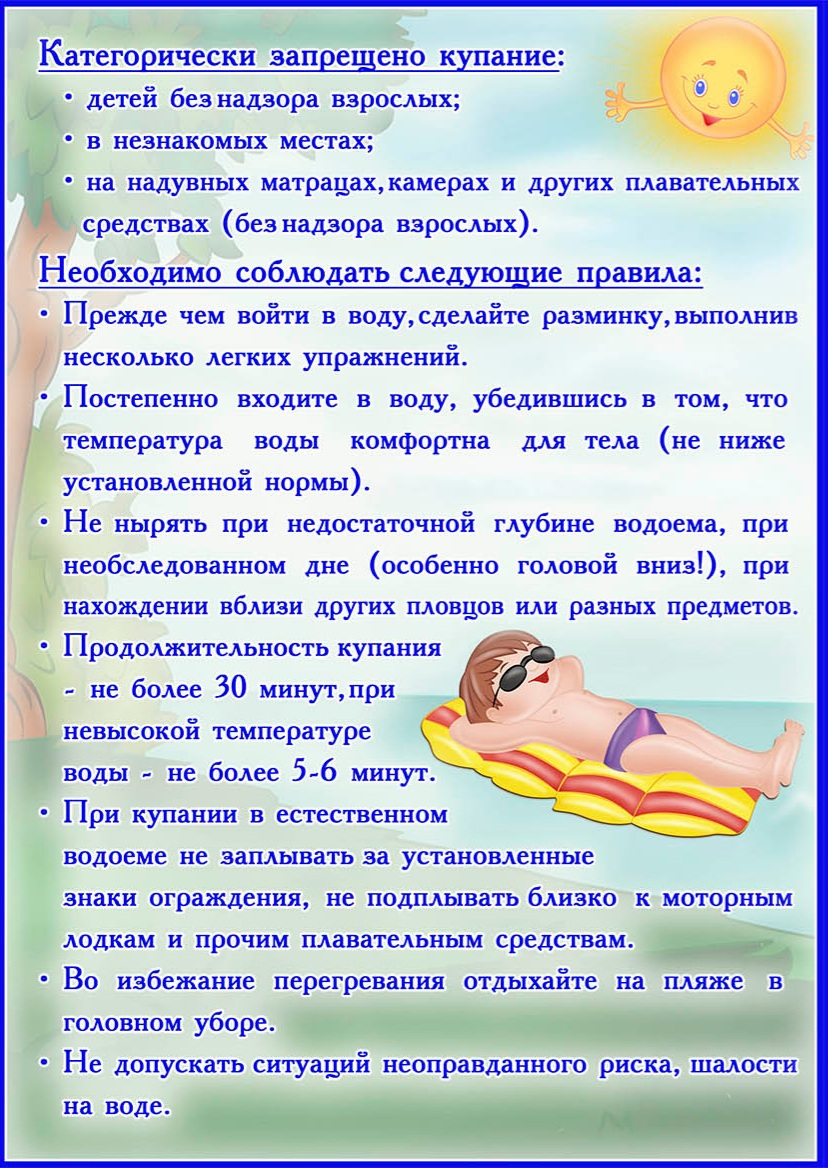 Категорически запрещено купание:
• детей без надзора взрослых;
• в незнакомых местах;
• на надувных матрацах, камерах и других плавательных
средствах (без надзора взрослых).
Необходимо соблюдать следующие правила:
• Прежде чем войти в воду, сделайте разминку, выполнив
несколько легких упражнений.
• Постепенно входите в воду, убедившись в том, что
температура воды комфортна для тела (не ниже
установленной нормы).
• Не нырять при недостаточной глубине водоема, при
необследованном дне (особенно головой вниз!), при
нахождении вблизи других пловцов или разных предметов.
• Продолжительность купания
- не более 30 минут, при
невысокой температуре
воды - не более 5-6 минут.
• При купании в естественном
водоеме не заплывать за установленные
знаки ограждения, не подплывать близко к моторным
лодкам и прочим плавательным средствам.
• Во избежание перегревания отдыхайте на пляже в
головном уборе.
• Не допускать ситуаций неоправданного риска, шалости
на воде.